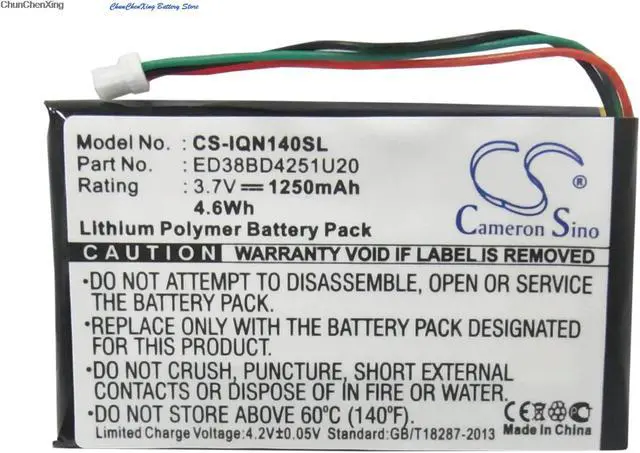 ChunChenXing
ChunChenXing Battery Store
Model No. : CS-IQN140SL
Part No. : ED38BD4251U20
Rating : 3.7V 1250mAh
4.6Wh
Lithium Polymer Battery Pack
CS ®
Cameron Sino
CAUTION WARRANTY VOID IF LABEL IS REMOVED
•DO NOT ATTEMPT TO DISASSEMBLE, OPEN OR SERVICE
THE BATTERY PACK.
•REPLACE ONLY WITH THE BATTERY PACK DESIGNATED
FOR THIS PRODUCT.
•DO NOT CRUSH, PUNCTURE, SHORT EXTERNAL
CONTACTS OR DISPOSE OF IN FIRE OR WATER.
•DO NOT STORE ABOVE 60°C (140°F).
Limited Charge Voltage:4.2V±0.05V Standard:GB/T18287-2013
CE
Made In China